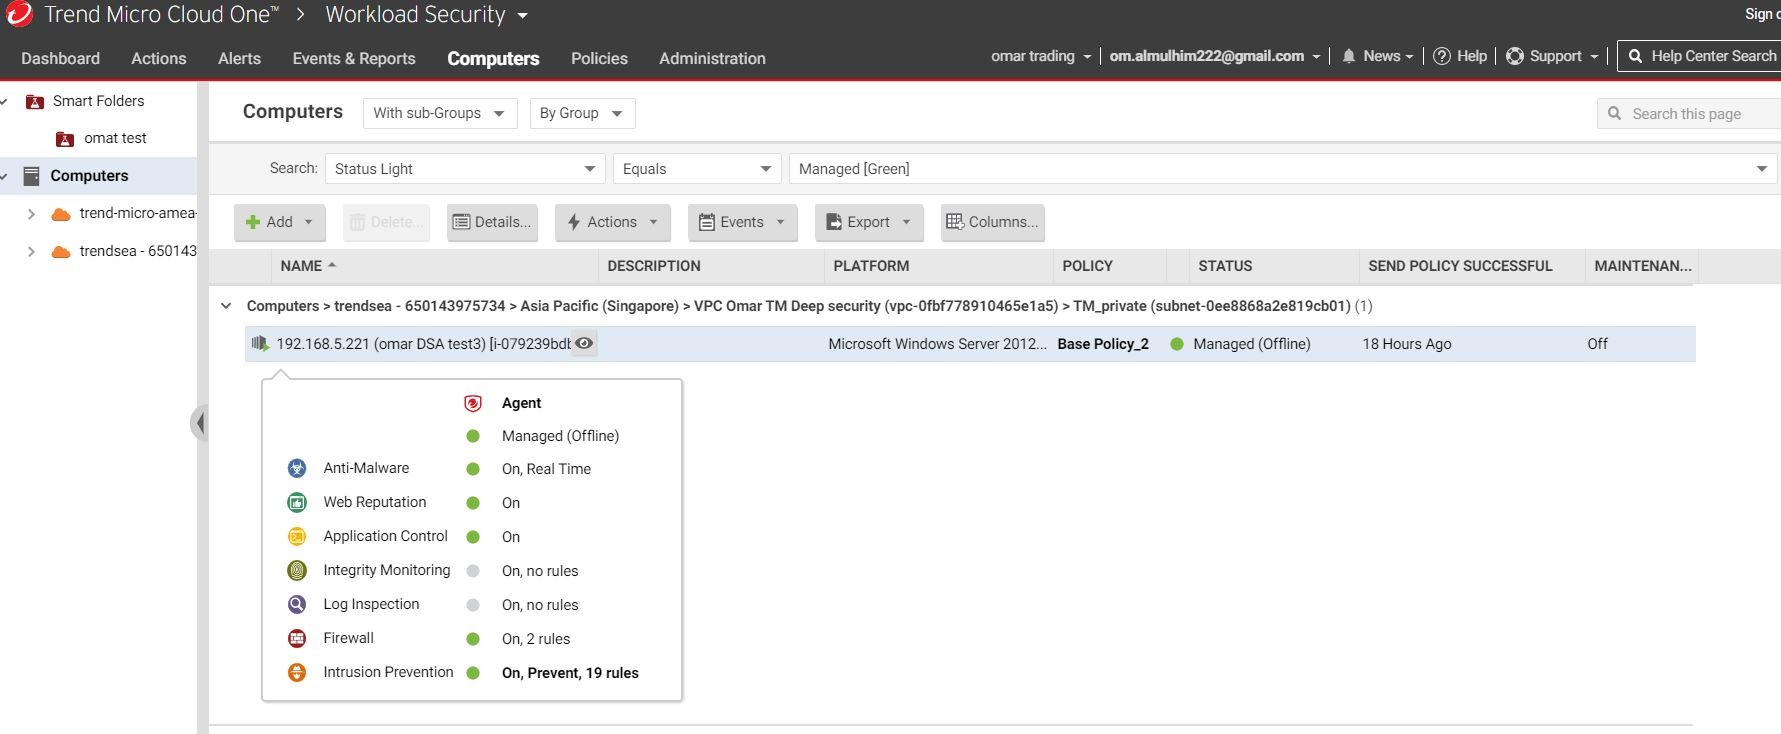 Trend Micro Cloud One™ > Workload Security
Sign
Dashboard Actions Alerts Events & Reports Computers Policies Administration omar trading om.almulhim222@gmail.com News Help Support Help Center Search
Smart Folders
omat test
Computers
trend-micro-amea-
trendsea - 650143
Computers With sub-Groups By Group Search this page
Search: Status Light Equals Managed [Green]
Add Delete... Details... Actions Events Export Columns...
NAME DESCRIPTION PLATFORM POLICY STATUS SEND POLICY SUCCESSFUL MAINTENAN...
Computers > trendsea - 650143975734 > Asia Pacific (Singapore) > VPC Omar TM Deep security (vpc-0fbf778910465e1a5) > TM_private (subnet-0ee8868a2e819cb01) (1)
192.168.5.221 (omar DSA test3) [i-079239bdb Microsoft Windows Server 2012... Base Policy_2 Managed (Offline) 18 Hours Ago Off
Agent
Managed (Offline)
Anti-Malware On, Real Time
Web Reputation On
Application Control On
Integrity Monitoring On, no rules
Log Inspection On, no rules
Firewall On, 2 rules
Intrusion Prevention On, Prevent, 19 rules